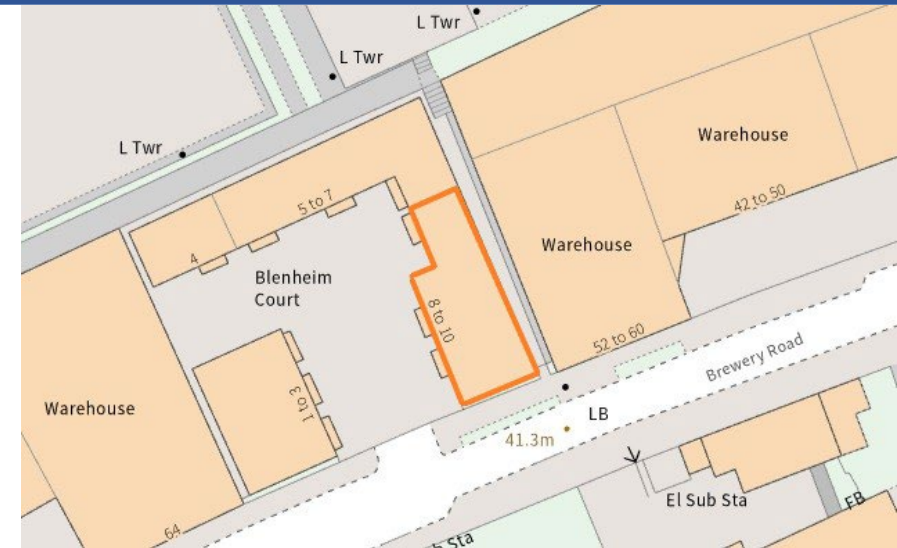 L Twr
L Twr
L Twr
Warehouse
42 to 50
5 to 7
4
Warehouse
Blenheim
Court
8 to 10
52 to 60
Brewery Road
1 to 3
Warehouse
LB
41.3m
El Sub Sta
FB
64
Sta